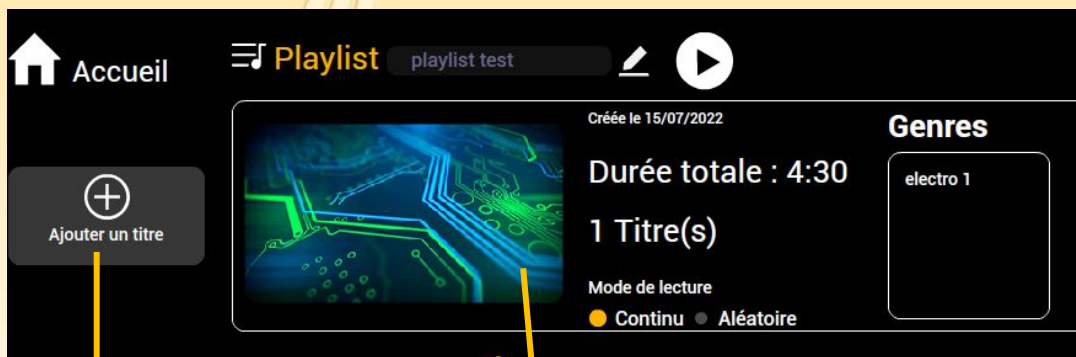 Accueil
Playlist playlist test
Ajouter un titre
Créée le 15/07/2022
Durée totale : 4:30
1 Titre(s)
Mode de lecture
Continu Aléatoire
Genres
electro 1